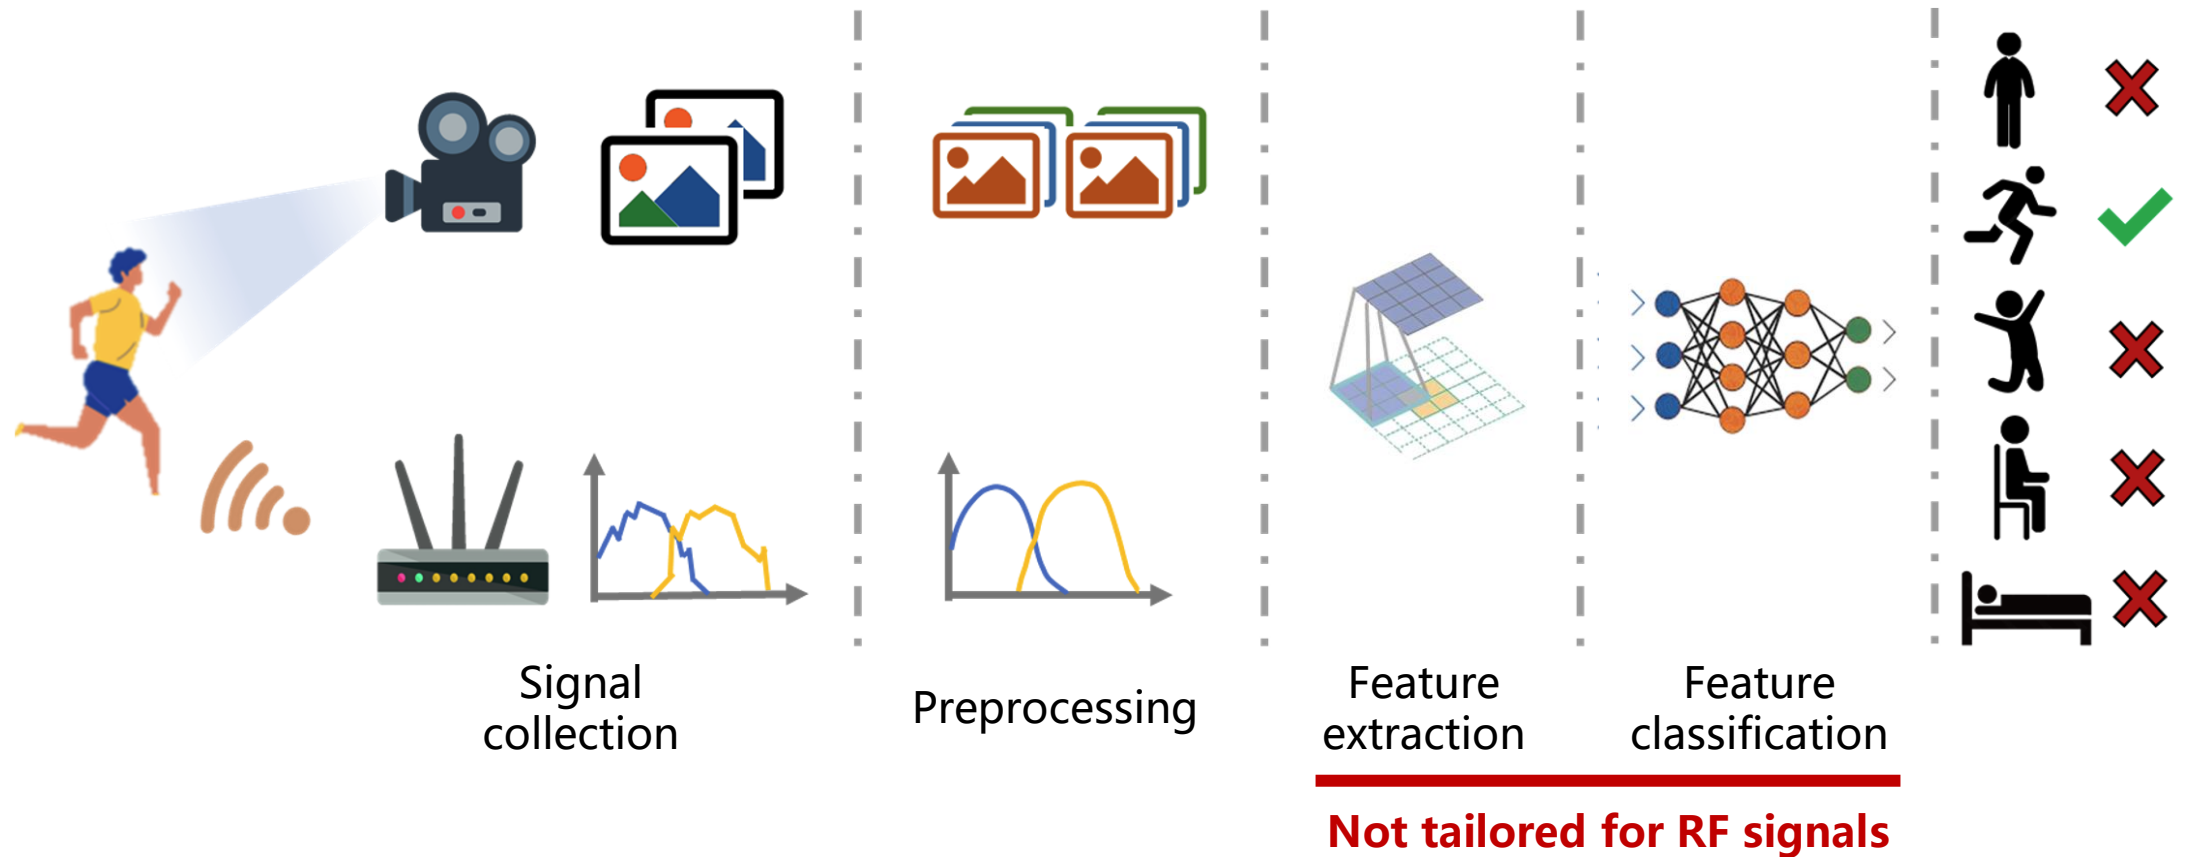 Signal
collection
Preprocessing
Feature
extraction
Feature
classification
Not tailored for RF signals